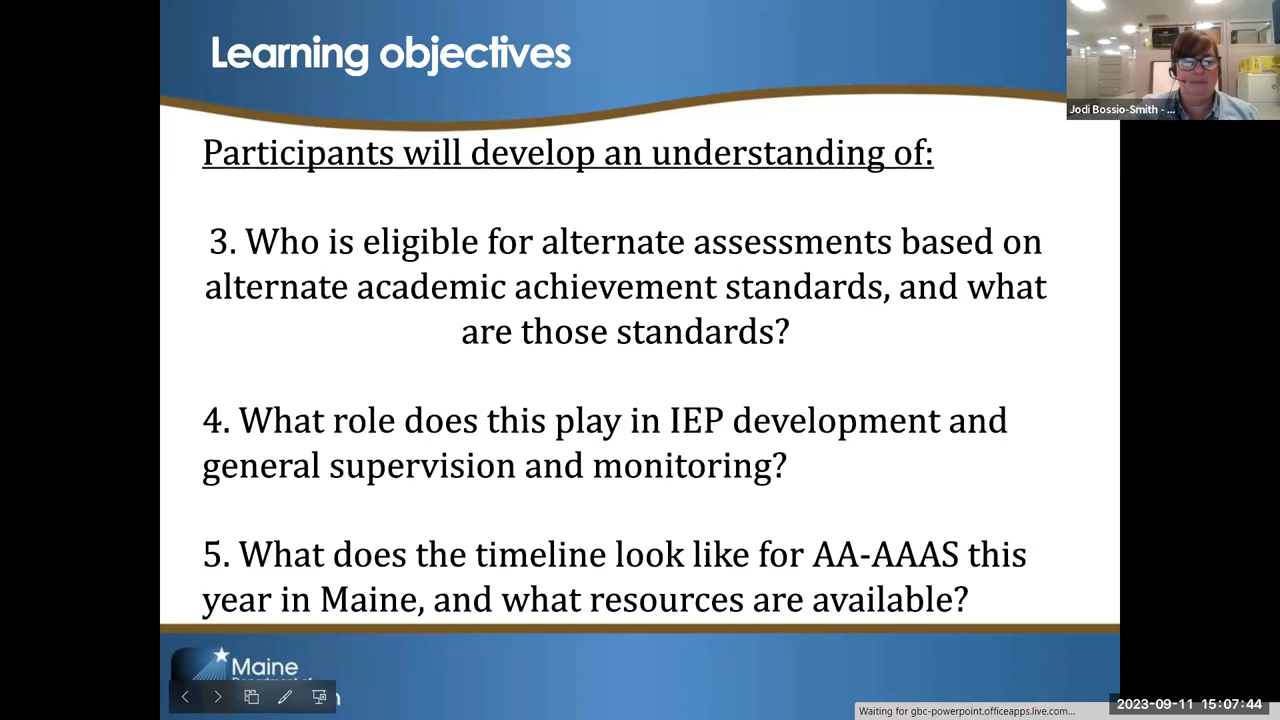 Learning objectives
Jodi Bossio-Smith - ...
Participants will develop an understanding of:
3. Who is eligible for alternate assessments based on
alternate academic achievement standards, and what
are those standards?
4. What role does this play in IEP development and
general supervision and monitoring?
5. What does the timeline look like for AA-AAAS this
year in Maine, and what resources are available?
Maine
Waiting for gbc-powerpoint.officeapps.live.com...
2023-09-11 15:07:44